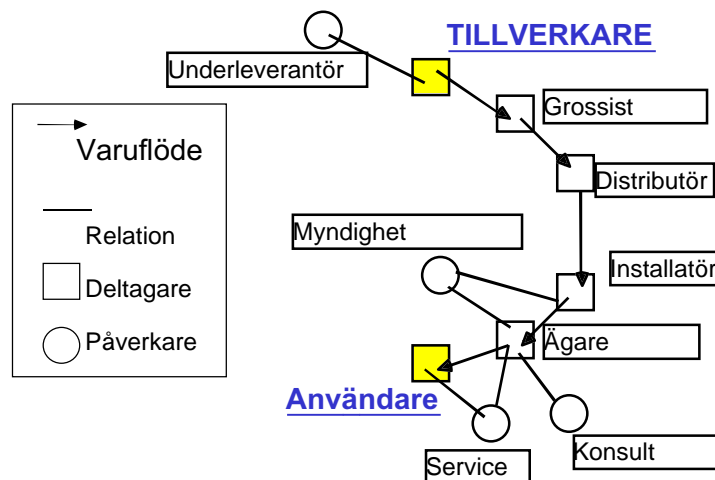 TILLVERKARE
Underleverantör
Grossist
Varuflöde
Distributör
Relation
Myndighet
Installatör
Deltagare
Påverkare
Ägare
Användare
Service
Konsult